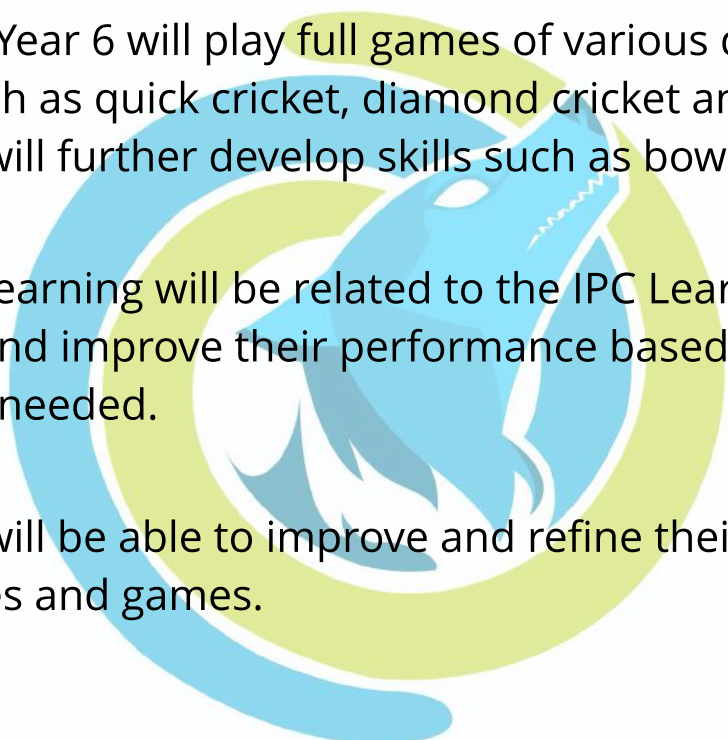 Year 6 will play full games of various
h as quick cricket, diamond cricket an
will further develop skills such as bow
earning will be related to the IPC Lear
nd improve their performance based
needed.
will be able to improve and refine thei
es and games.